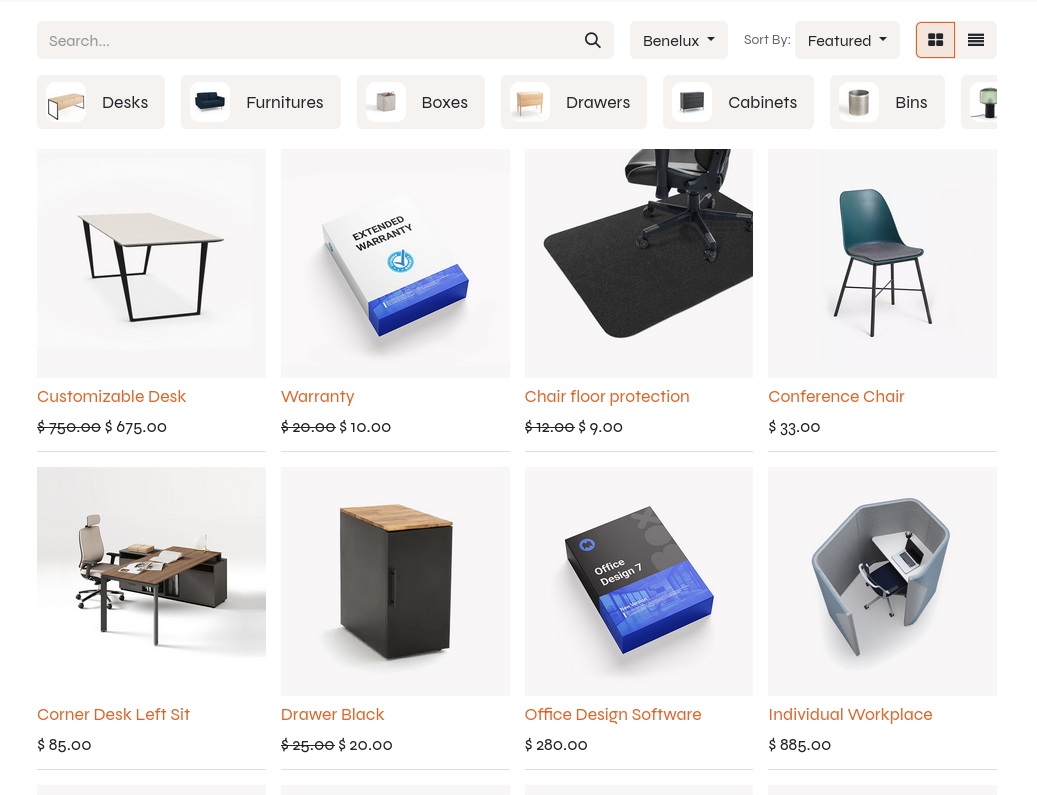 Search...
Benelux
Sort By:
Featured
Desks
Furnitures
Boxes
Drawers
Cabinets
Bins
EXTENDED
WARRANTY
Customizable Desk
$ 750.00 $ 675.00
Warranty
$ 20.00 $ 10.00
Chair floor protection
$ 12.00 $ 9.00
Conference Chair
$ 33.00
Office
Design 7
New Version
Corner Desk Left Sit
$ 85.00
Drawer Black
$ 25.00 $ 20.00
Office Design Software
$ 280.00
Individual Workplace
$ 885.00